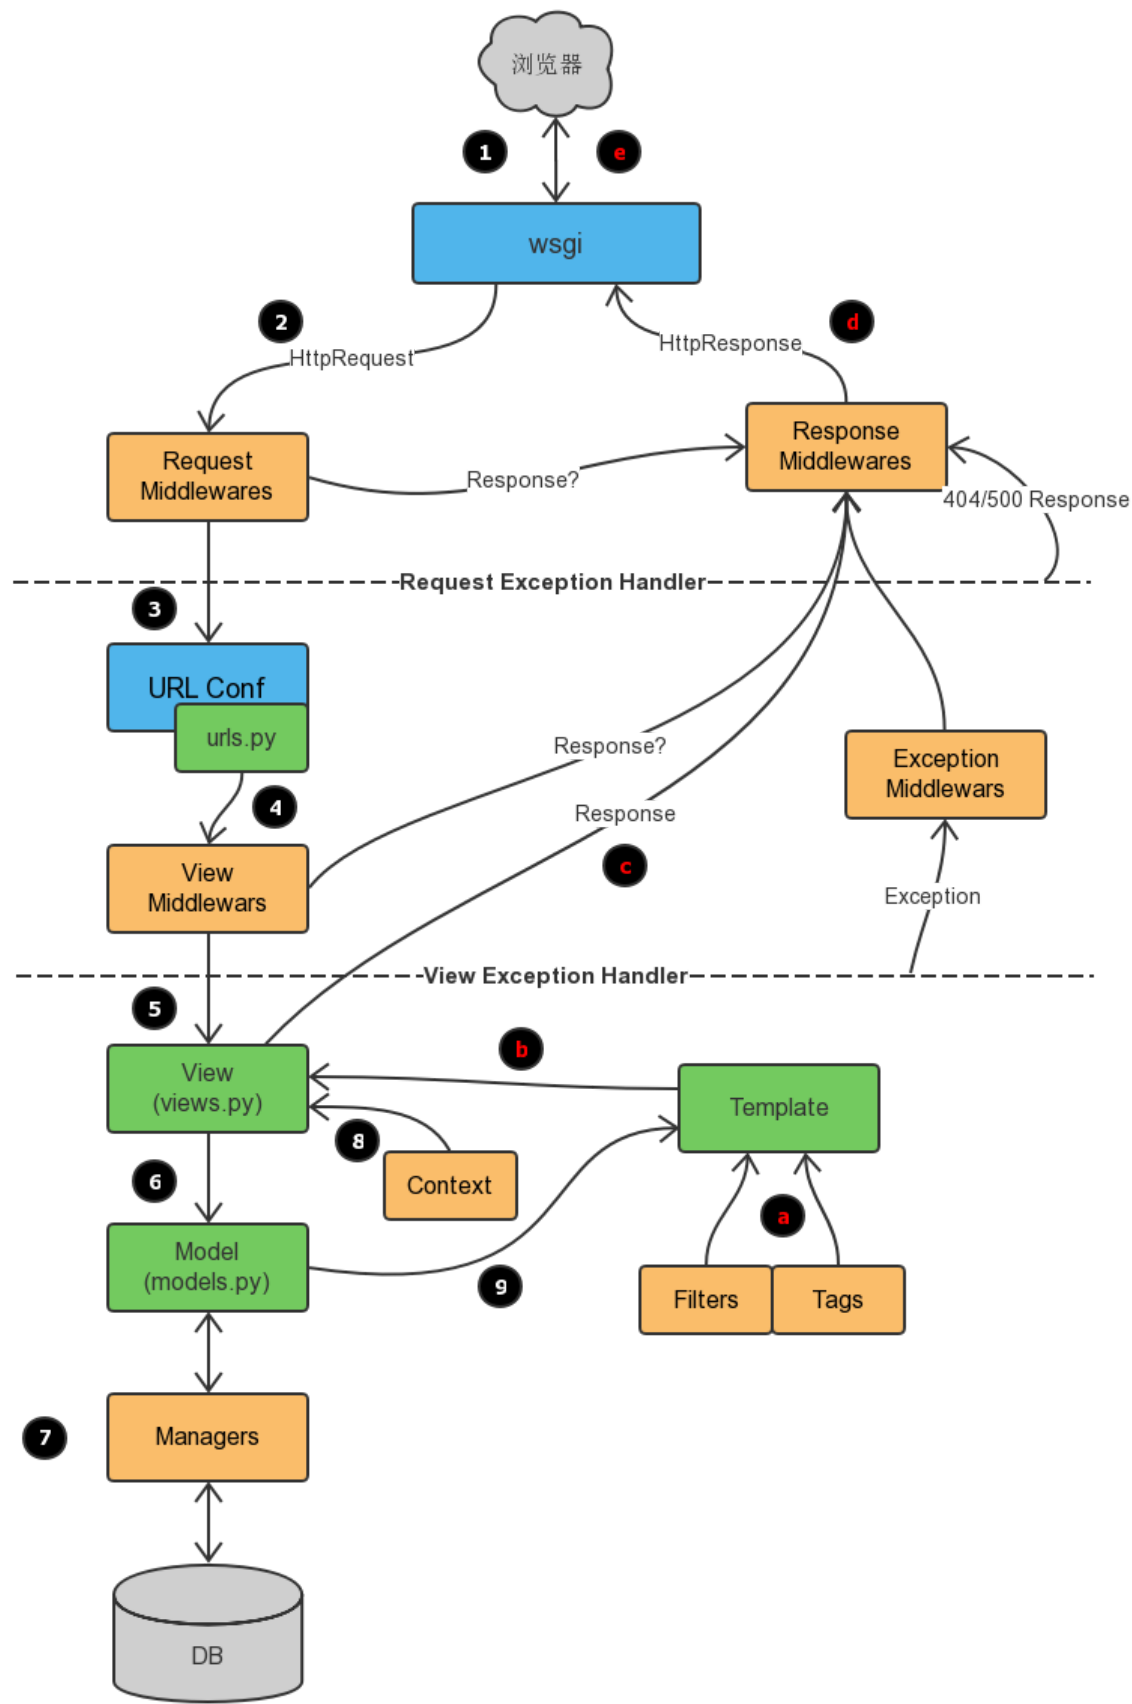 浏览器
1
e
wsgi
2
d
HttpRequest
HttpResponse
Request
Middlewares
Response
Middlewares
Response?
404/500 Response
Request Exception Handler
3
URL Conf
urls.py
4
Response?
Exception
Middlewars
View
Middlewars
Response
c
Exception
View Exception Handler
5
b
View
(views.py)
Template
8
6
Context
a
Model
(models.py)
9
Filters
Tags
7
Managers
DB